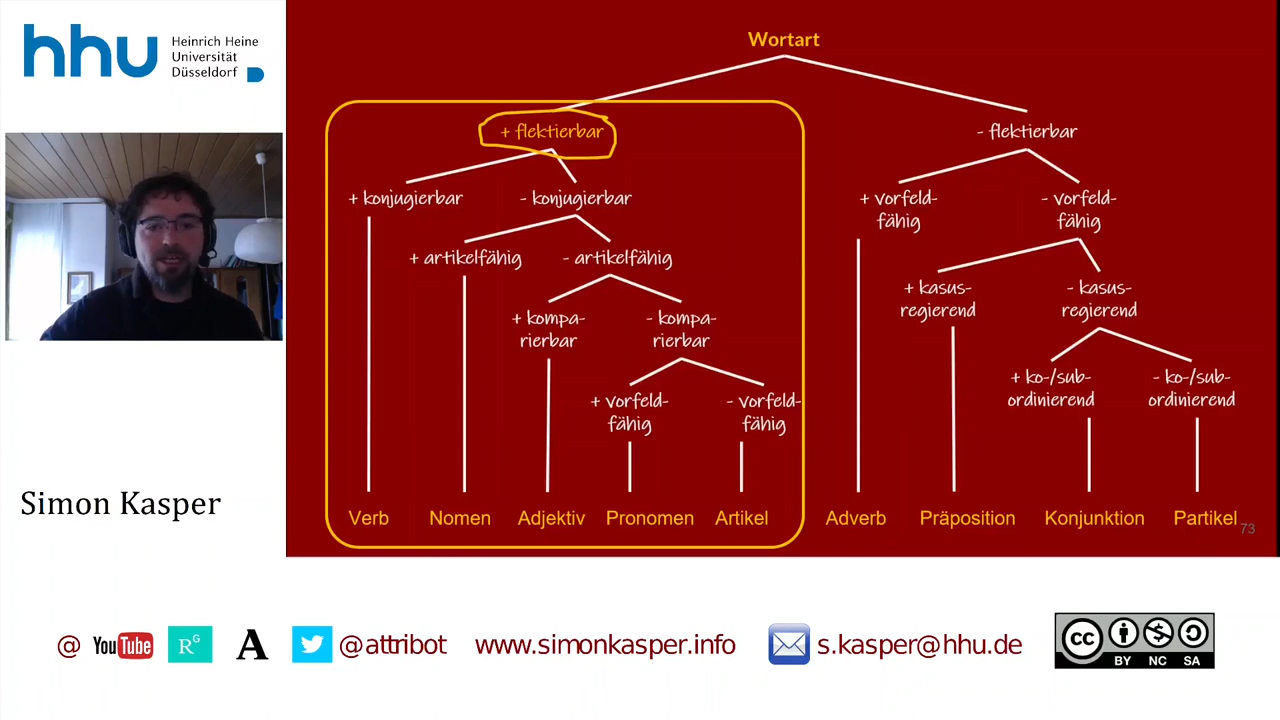 hhu
Heinrich Heine
Universität
Düsseldorf
Wortart
+ flektierbar
- flektierbar
+ konjugierbar
- konjugierbar
+ vorfeld-
fähig
- vorfeld-
fähig
+ artikelfähig
- artikelfähig
+ kasus-
regierend
- kasus-
regierend
+ kompa-
rierbar
- kompa-
rierbar
+ ko-/sub-
ordinierend
- ko-/sub-
ordinierend
+ vorfeld-
fähig
- vorfeld-
fähig
Simon Kasper
Verb Nomen Adjektiv Pronomen Artikel Adverb Präposition Konjunktion Partikel
73
@ YouTube RG A @attribot www.simonkasper.info s.kasper@hhu.de
cc BY NC SA